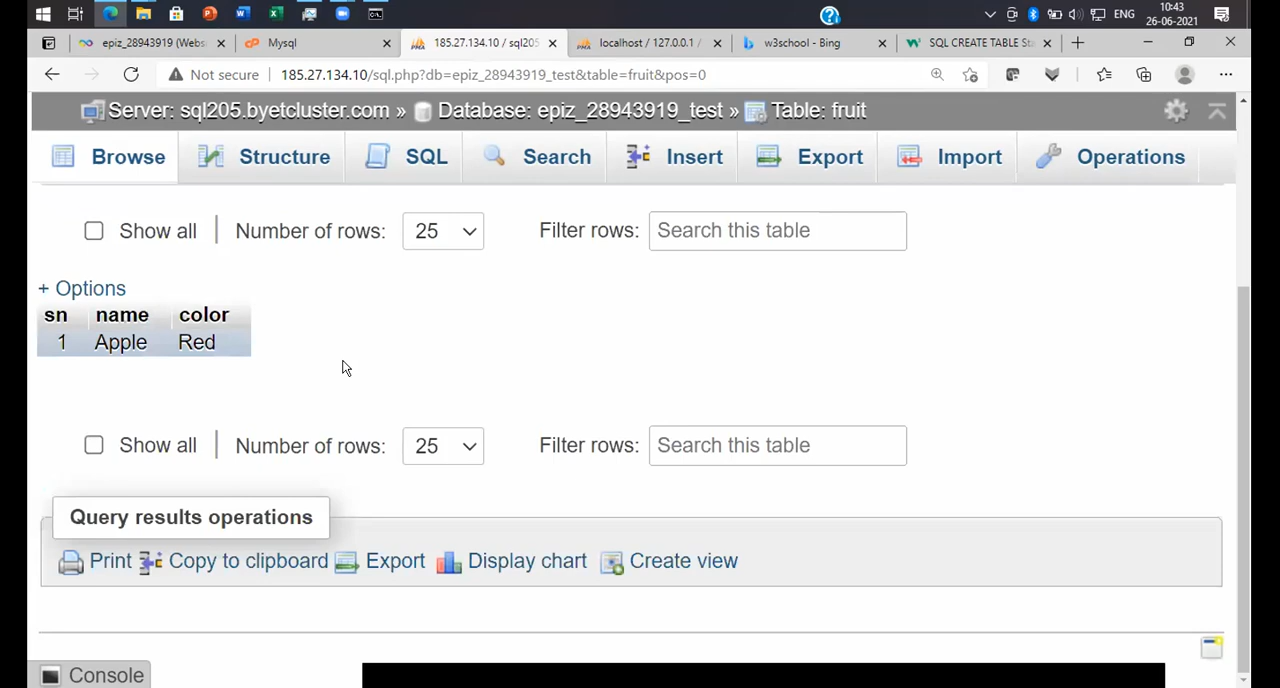 10:43
ENG
26-06-2021
epiz_28943919 (Webs
Mysql
185.27.134.10 / sql205
localhost / 127.0.0.1 /
w3school - Bing
SQL CREATE TABLE Sta
Not secure | 185.27.134.10/sql.php?db=epiz_28943919_test&table=fruit&pos=0
Server: sql205.byetcluster.com » Database: epiz_28943919_test » Table: fruit
Browse Structure SQL Search Insert Export Import Operations
Show all | Number of rows: 25 Filter rows: Search this table
+ Options
sn name color
1 Apple Red
Show all | Number of rows: 25 Filter rows: Search this table
Query results operations
Print Copy to clipboard Export Display chart Create view
Console